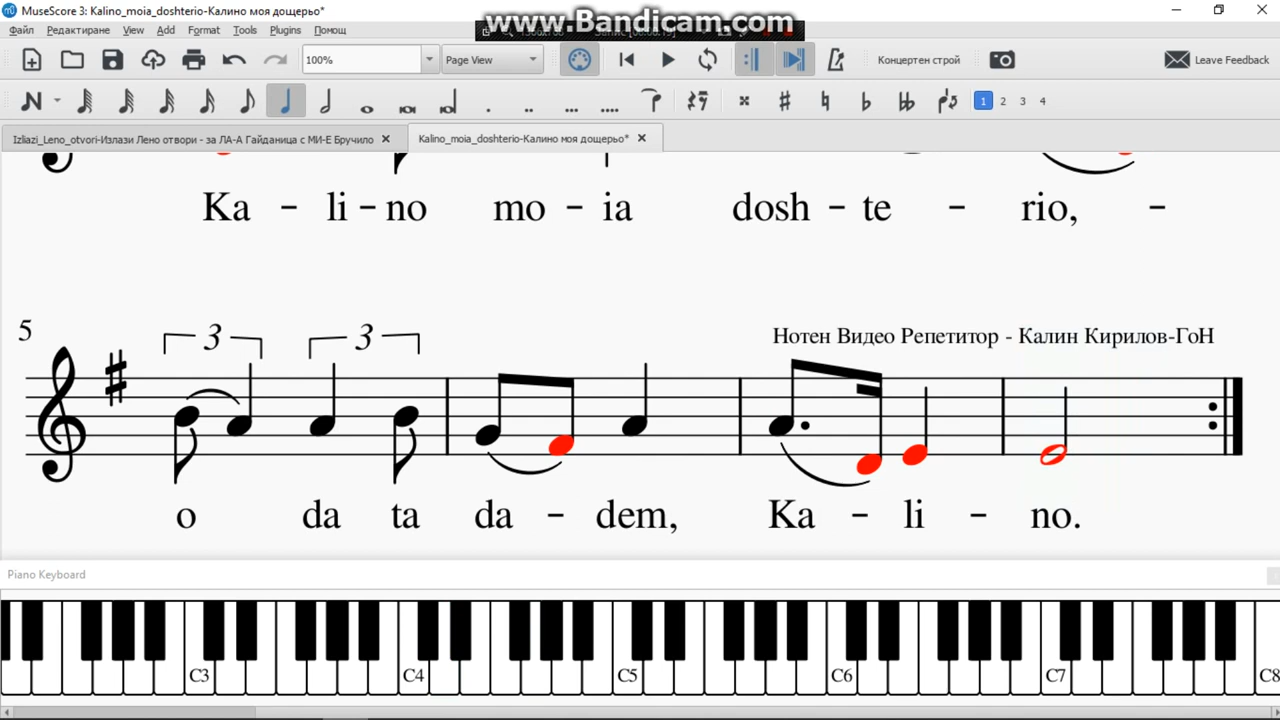 MuseScore 3: Kalino_moia_doshterio-Калино моя дощерьо*
www.Bandicam.com
Файл Редактиране View Add Format Tools Plugins Помощ
100% Page View Концертен строй Leave Feedback
1 2 3 4
Izliazi_Leno_otvori-Излази Лено отвори - за ЛА-А Гайданица с МИ-Е Бручило
Kalino_moia_doshterio-Калино моя дощерьо*
Ka - li - no mo - ia dosh - te - rio, -
5
3 3
Нотен Видео Репетитор - Калин Кирилов-ГоН
o da ta da - dem, Ka - li - no.
Piano Keyboard
C3 C4 C5 C6 C7 C8